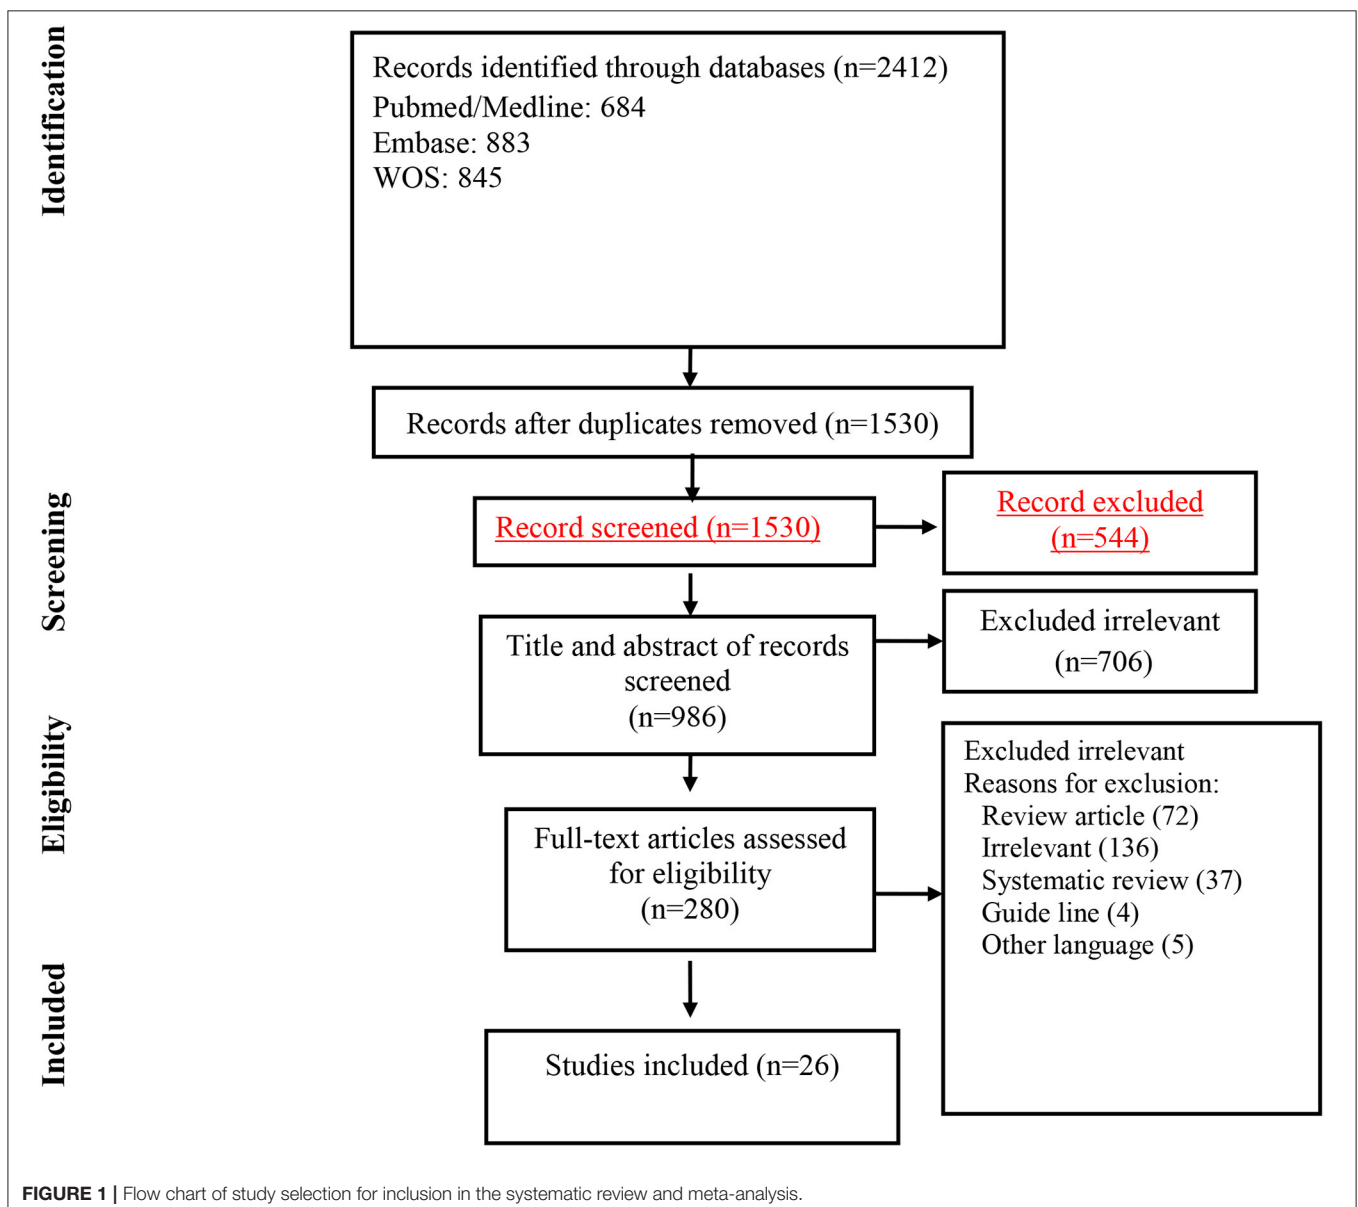 Identification
Records identified through databases (n=2412)
Pubmed/Medline: 684
Embase: 883
WOS: 845
Records after duplicates removed (n=1530)
Screening
Record screened (n=1530)
Record excluded
(n=544)
Title and abstract of records
screened
(n=986)
Excluded irrelevant
(n=706)
Eligibility
Full-text articles assessed
for eligibility
(n=280)
Excluded irrelevant
Reasons for exclusion:
Review article (72)
Irrelevant (136)
Systematic review (37)
Guide line (4)
Other language (5)
Included
Studies included (n=26)
FIGURE 1 | Flow chart of study selection for inclusion in the systematic review and meta-analysis.